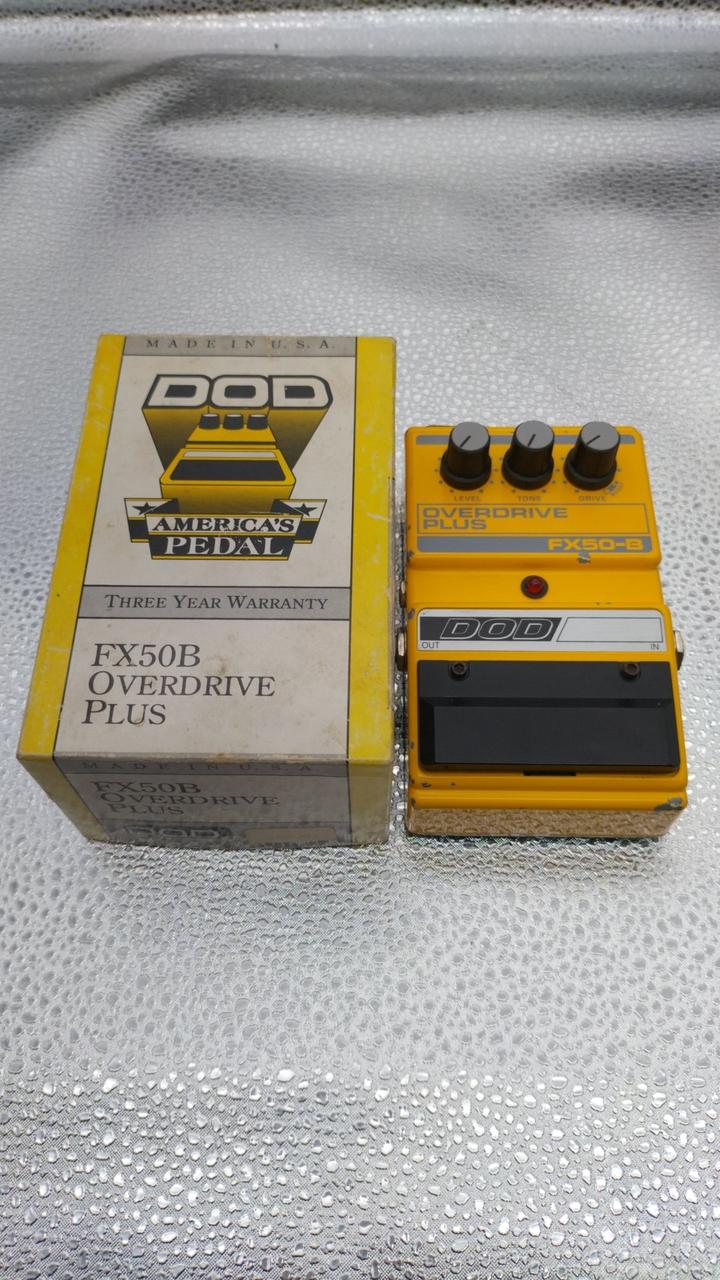 MADE IN U.S.A.
DOD
AMERICA'S
PEDAL
THREE YEAR WARRANTY
FX50B
OVERDRIVE
PLUS
MADE IN U.S.A
FX50B
OVERDRIVE
PLUS
DOD
LEVEL TONE DRIVE
OVERDRIVE
PLUS
FX50-B
DOD
OUT IN